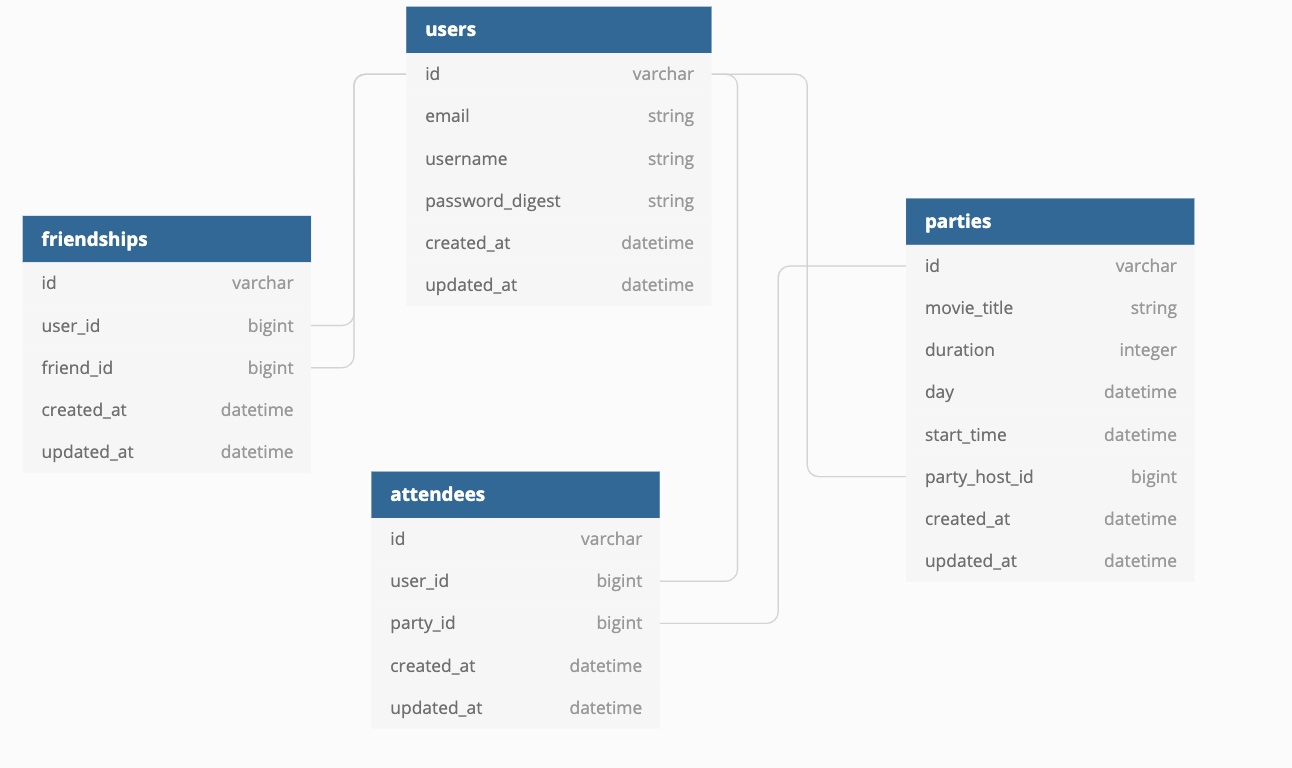 users
id varchar
email string
username string
password_digest string
created_at datetime
updated_at datetime
friendships
id varchar
user_id bigint
friend_id bigint
created_at datetime
updated_at datetime
parties
id varchar
movie_title string
duration integer
day datetime
start_time datetime
party_host_id bigint
created_at datetime
updated_at datetime
attendees
id varchar
user_id bigint
party_id bigint
created_at datetime
updated_at datetime